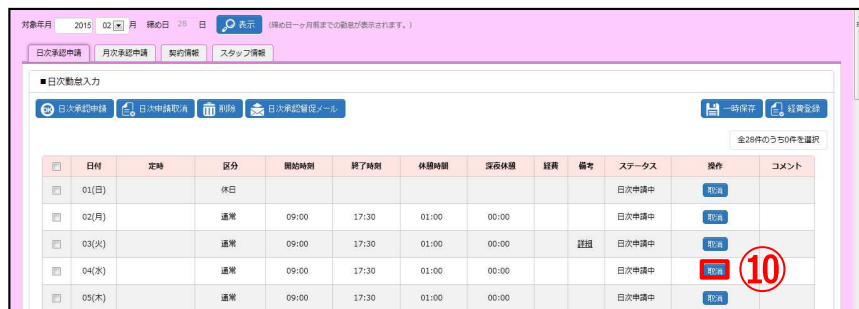 対象年月 2015 02 月 締め日 28 日 表示 (締め日一ヶ月前までの勤怠が表示されます。)
日次承認申請 月次承認申請 契約情報 スタッフ情報
■日次勤怠入力
OK 日次承認申請 日次申請取消 削除 日次承認督促メール 一時保存 経費登録
全28件のうち0件を選択
日付 定時 区分 開始時刻 終了時刻 休憩時間 深夜休憩 経費 備考 ステータス 操作 コメント
01(日) 休日 日次申請中 取消
02(月) 通常 09:00 17:30 01:00 00:00 日次申請中 取消
03(火) 通常 09:00 17:30 01:00 00:00 詳細 日次申請中 取消
04(水) 通常 09:00 17:30 01:00 00:00 日次申請中 取消 ⑩
05(木) 通常 09:00 17:30 01:00 00:00 日次申請中 取消